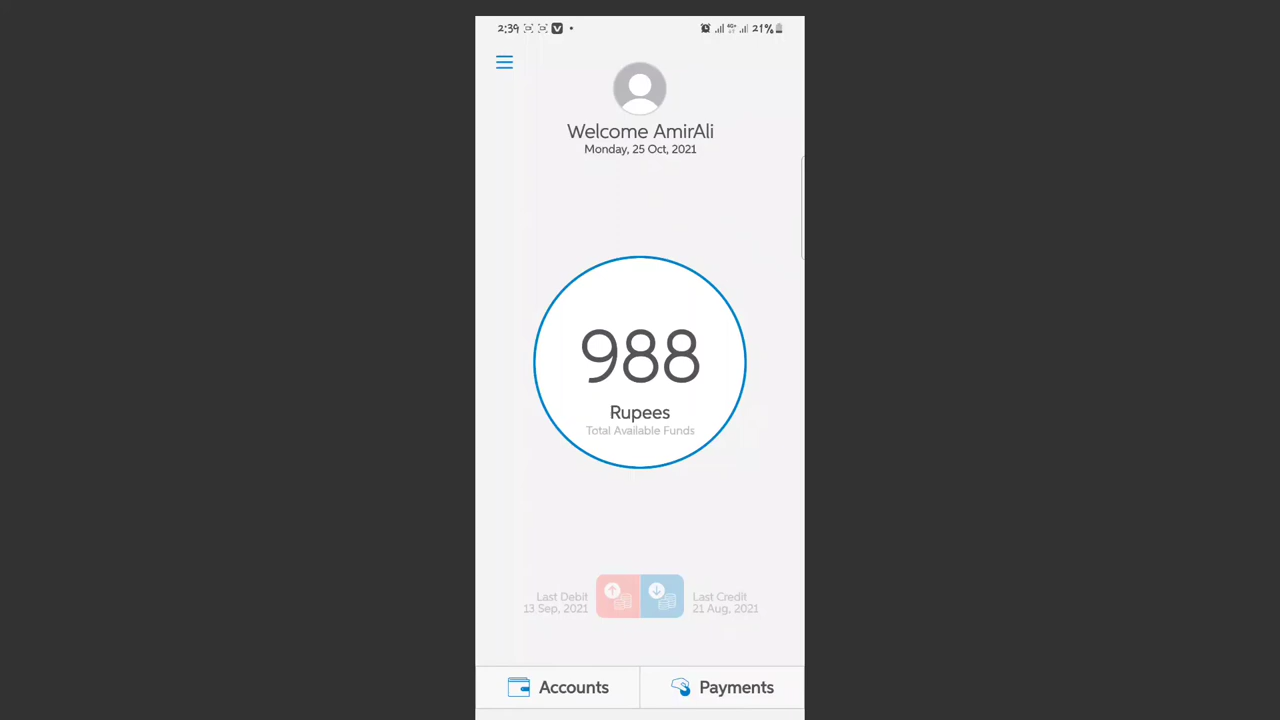 2:39
4G+
21%
Welcome AmirAli
Monday, 25 Oct, 2021
988
Rupees
Total Available Funds
Last Debit
13 Sep, 2021
Last Credit
21 Aug, 2021
Accounts
Payments